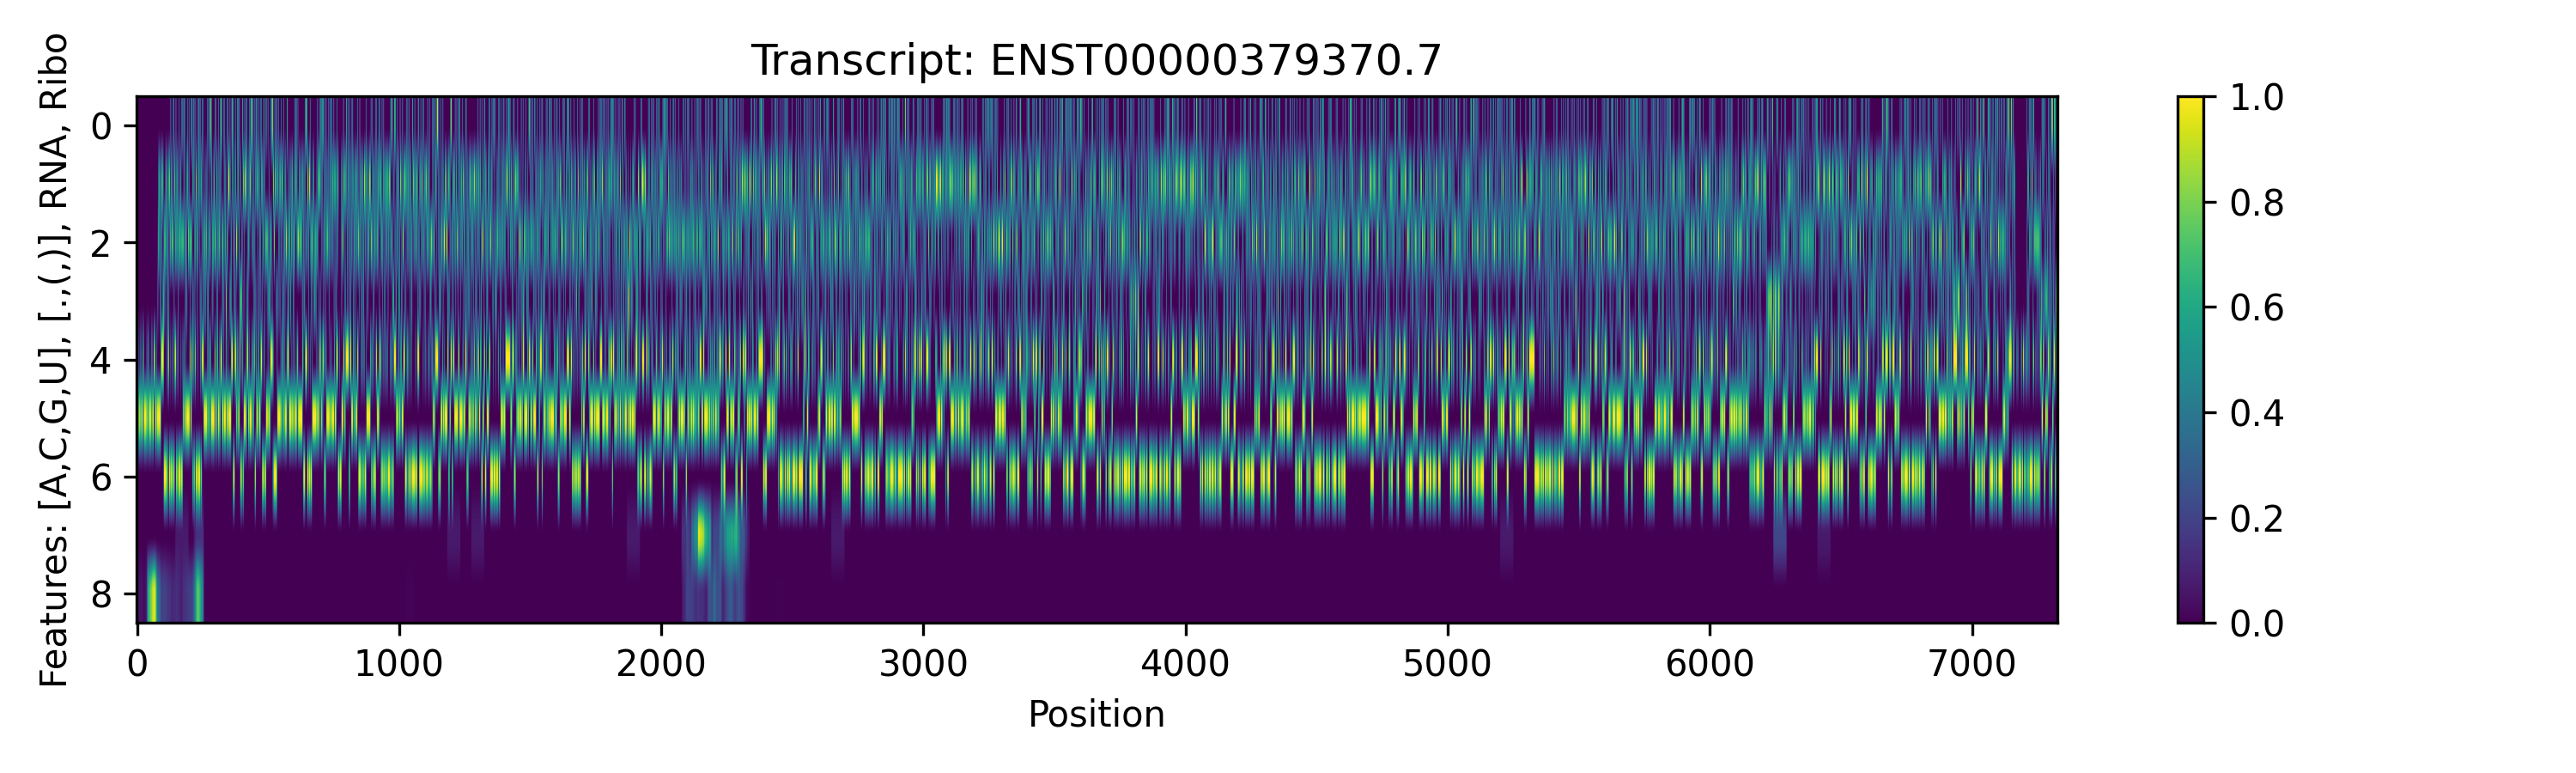 Transcript: ENST00000379370.7
Features: [A,C,G,U], [.,(,)], RNA, Ribo
0
2
4
6
8
0 1000 2000 3000 4000 5000 6000 7000
Position
1.0
0.8
0.6
0.4
0.2
0.0